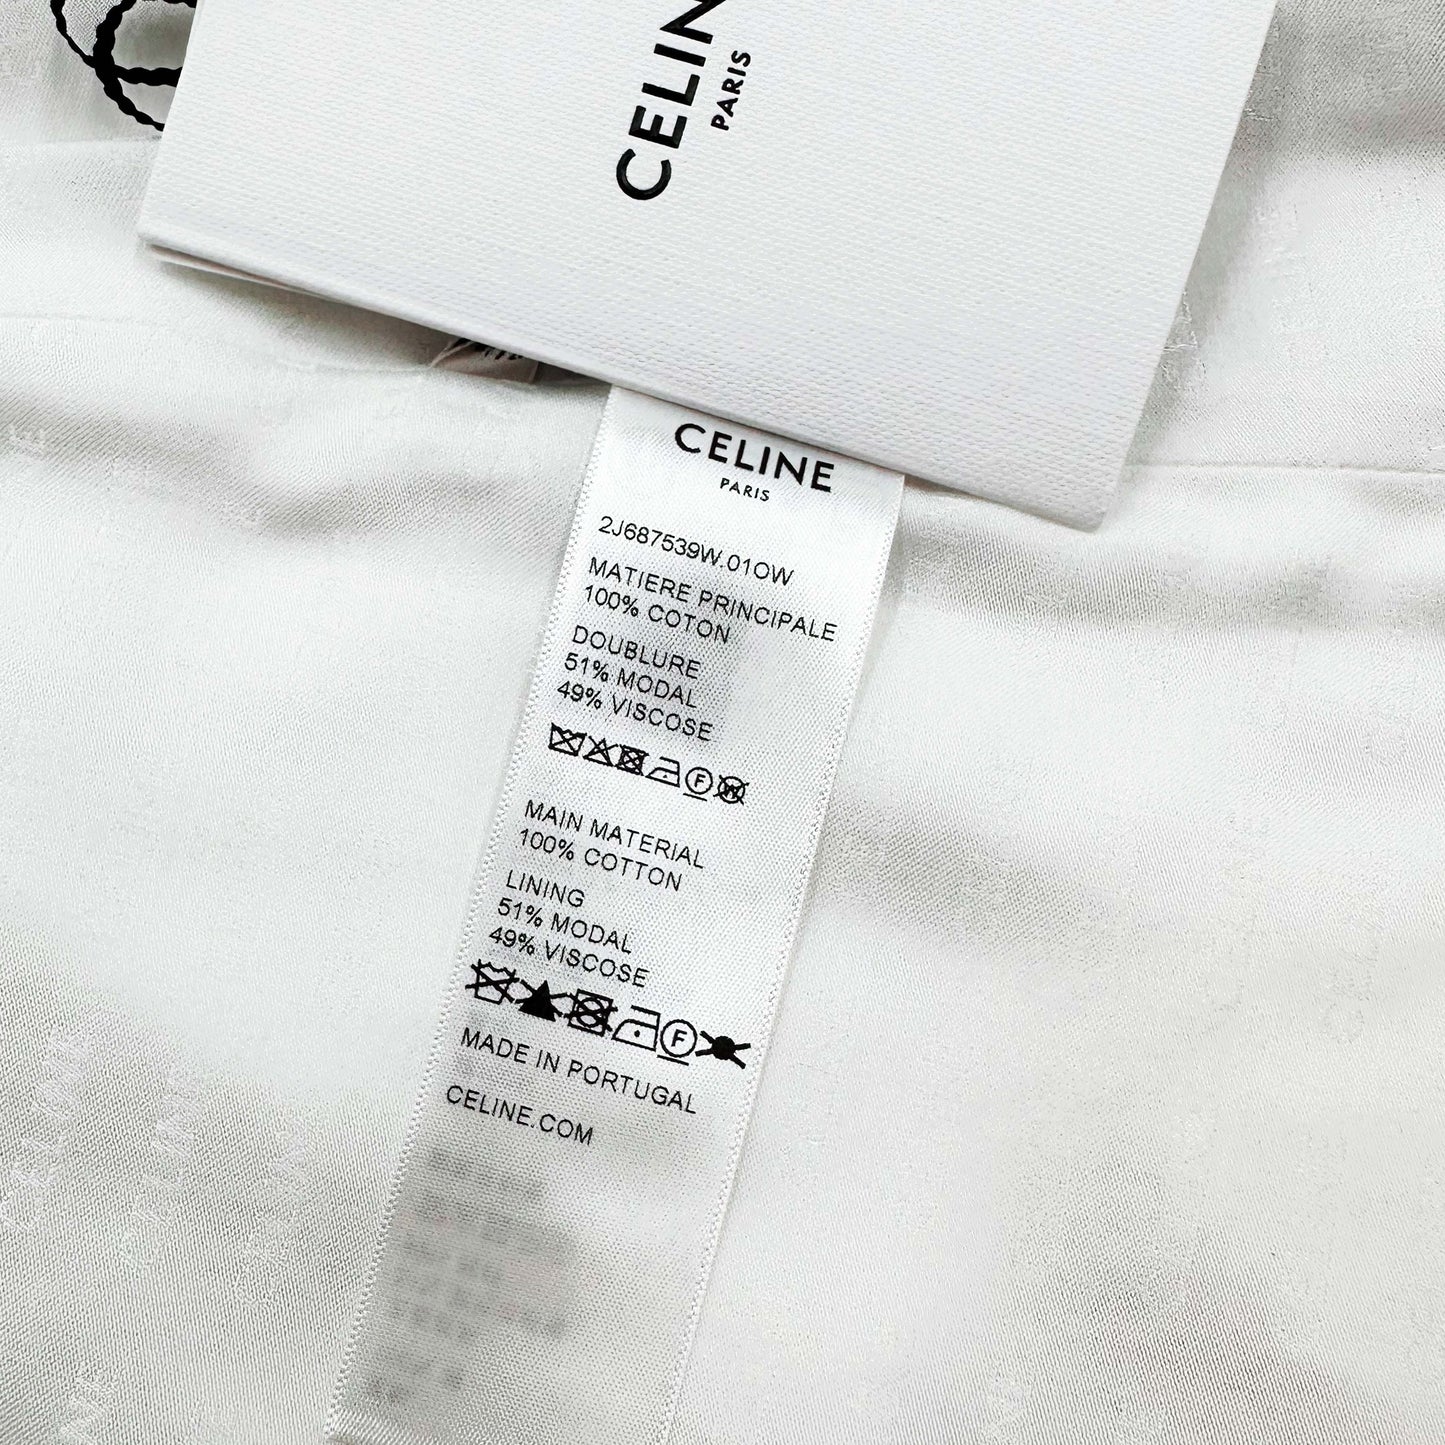 CELIN
PARIS
CELINE
PARIS
2J687539W.01OW
MATIERE PRINCIPALE
100% COTON
DOUBLURE
51% MODAL
49% VISCOSE
F W
MAIN MATERIAL
100% COTTON
LINING
51% MODAL
49% VISCOSE
F
MADE IN PORTUGAL
CELINE.COM